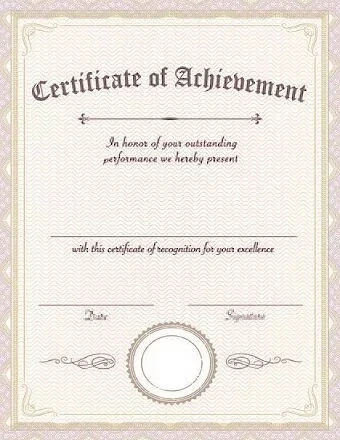 Certificate of Achievement
In honor of your outstanding
performance we hereby present
with this certificate of recognition for your excellence
Date
Signature